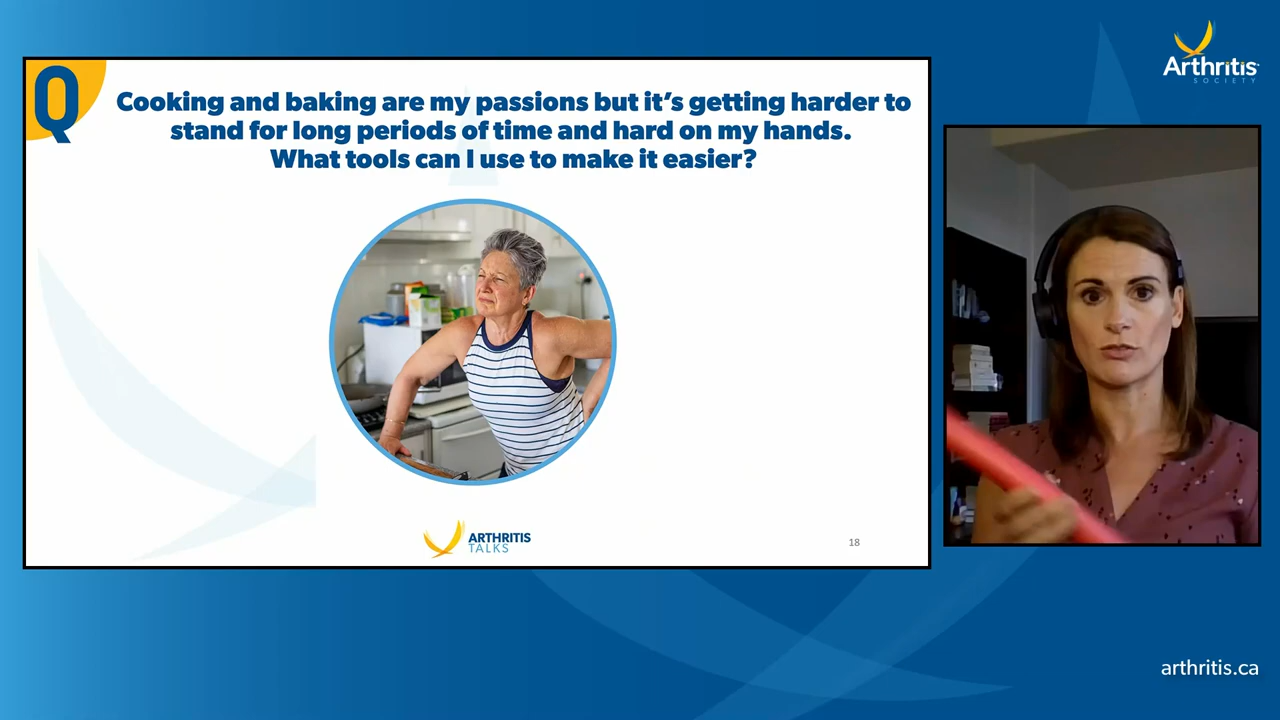 Q
Cooking and baking are my passions but it's getting harder to
stand for long periods of time and hard on my hands.
What tools can I use to make it easier?
ARTHRITIS
TALKS
18
Arthritis
SOCIETY
arthritis.ca